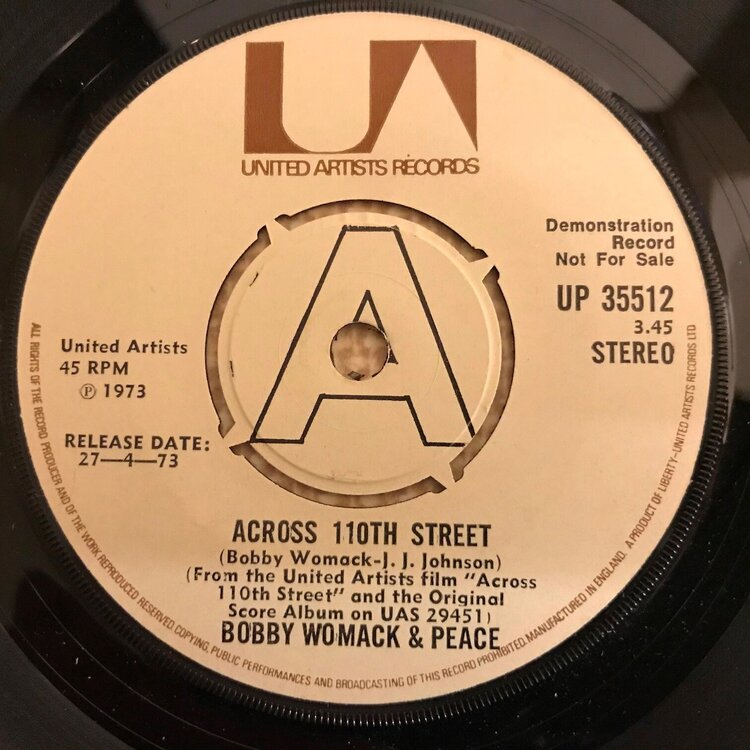 UA
UNITED ARTISTS RECORDS
Demonstration
Record
Not For Sale
UP 35512
3.45
STEREO
A
United Artists
45 RPM
Ⓟ 1973
RELEASE DATE:
27—4—73
ACROSS 110TH STREET
(Bobby Womack-J. J. Johnson)
(From the United Artists film "Across
110th Street" and the Original
Score Album on UAS 29451)
BOBBY WOMACK & PEACE
ALL RIGHTS OF THE RECORD PRODUCER AND OF THE WORK REPRODUCED RESERVED. COPYING, PUBLIC PERFORMANCES AND BROADCASTING OF THIS RECORD PROHIBITED. MANUFACTURED IN ENGLAND. A PRODUCT OF LIBERTY-UNITED ARTISTS RECORDS LTD